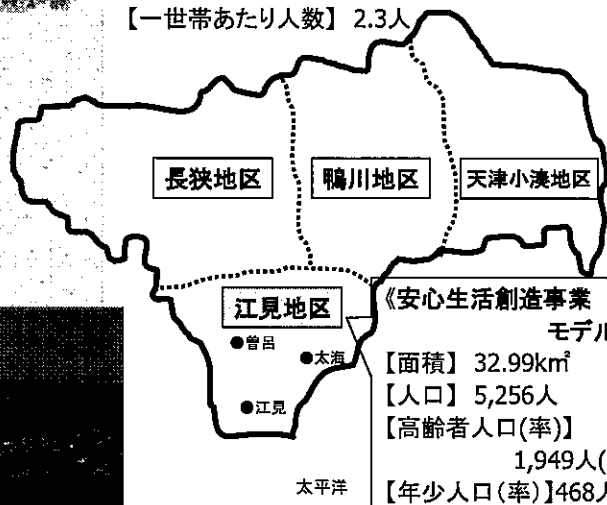 【一世帯あたり人数】 2.3人
長狭地区
鴨川地区
天津小湊地区
江見地区
●曽呂
●太海
●江見
太平洋
《安心生活創造事業
モデル
【面積】 32.99k㎡
【人口】 5,256人
【高齢者人口(率)】
1,949人(
【年少人口(率)】468人